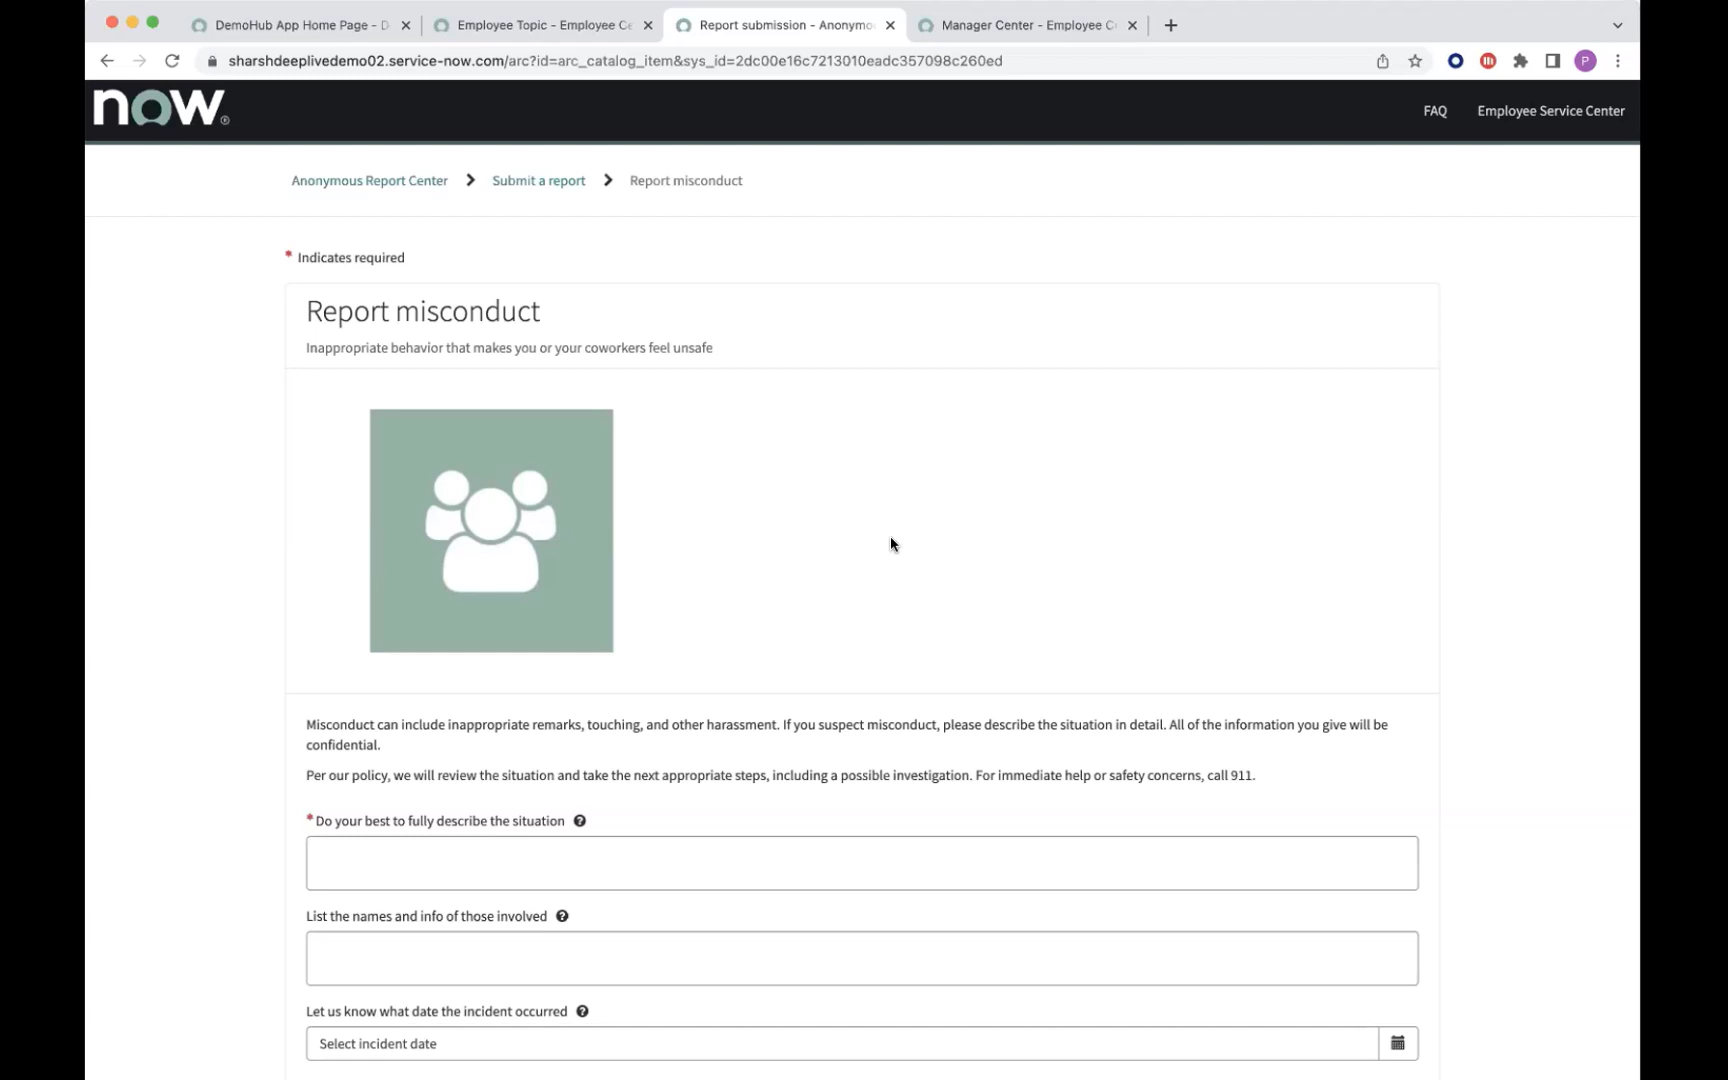 DemoHub App Home Page - D
Employee Topic - Employee Ce
Report submission - Anonymo
Manager Center - Employee C
sharshdeeplivedemo02.service-now.com/arc?id=arc_catalog_item&sys_id=2dc00e16c7213010eadc357098c260ed
P
now®
FAQ
Employee Service Center
Anonymous Report Center
Submit a report
Report misconduct
* Indicates required
Report misconduct
Inappropriate behavior that makes you or your coworkers feel unsafe
Misconduct can include inappropriate remarks, touching, and other harassment. If you suspect misconduct, please describe the situation in detail. All of the information you give will be
confidential.
Per our policy, we will review the situation and take the next appropriate steps, including a possible investigation. For immediate help or safety concerns, call 911.
* Do your best to fully describe the situation
List the names and info of those involved
Let us know what date the incident occurred
Select incident date